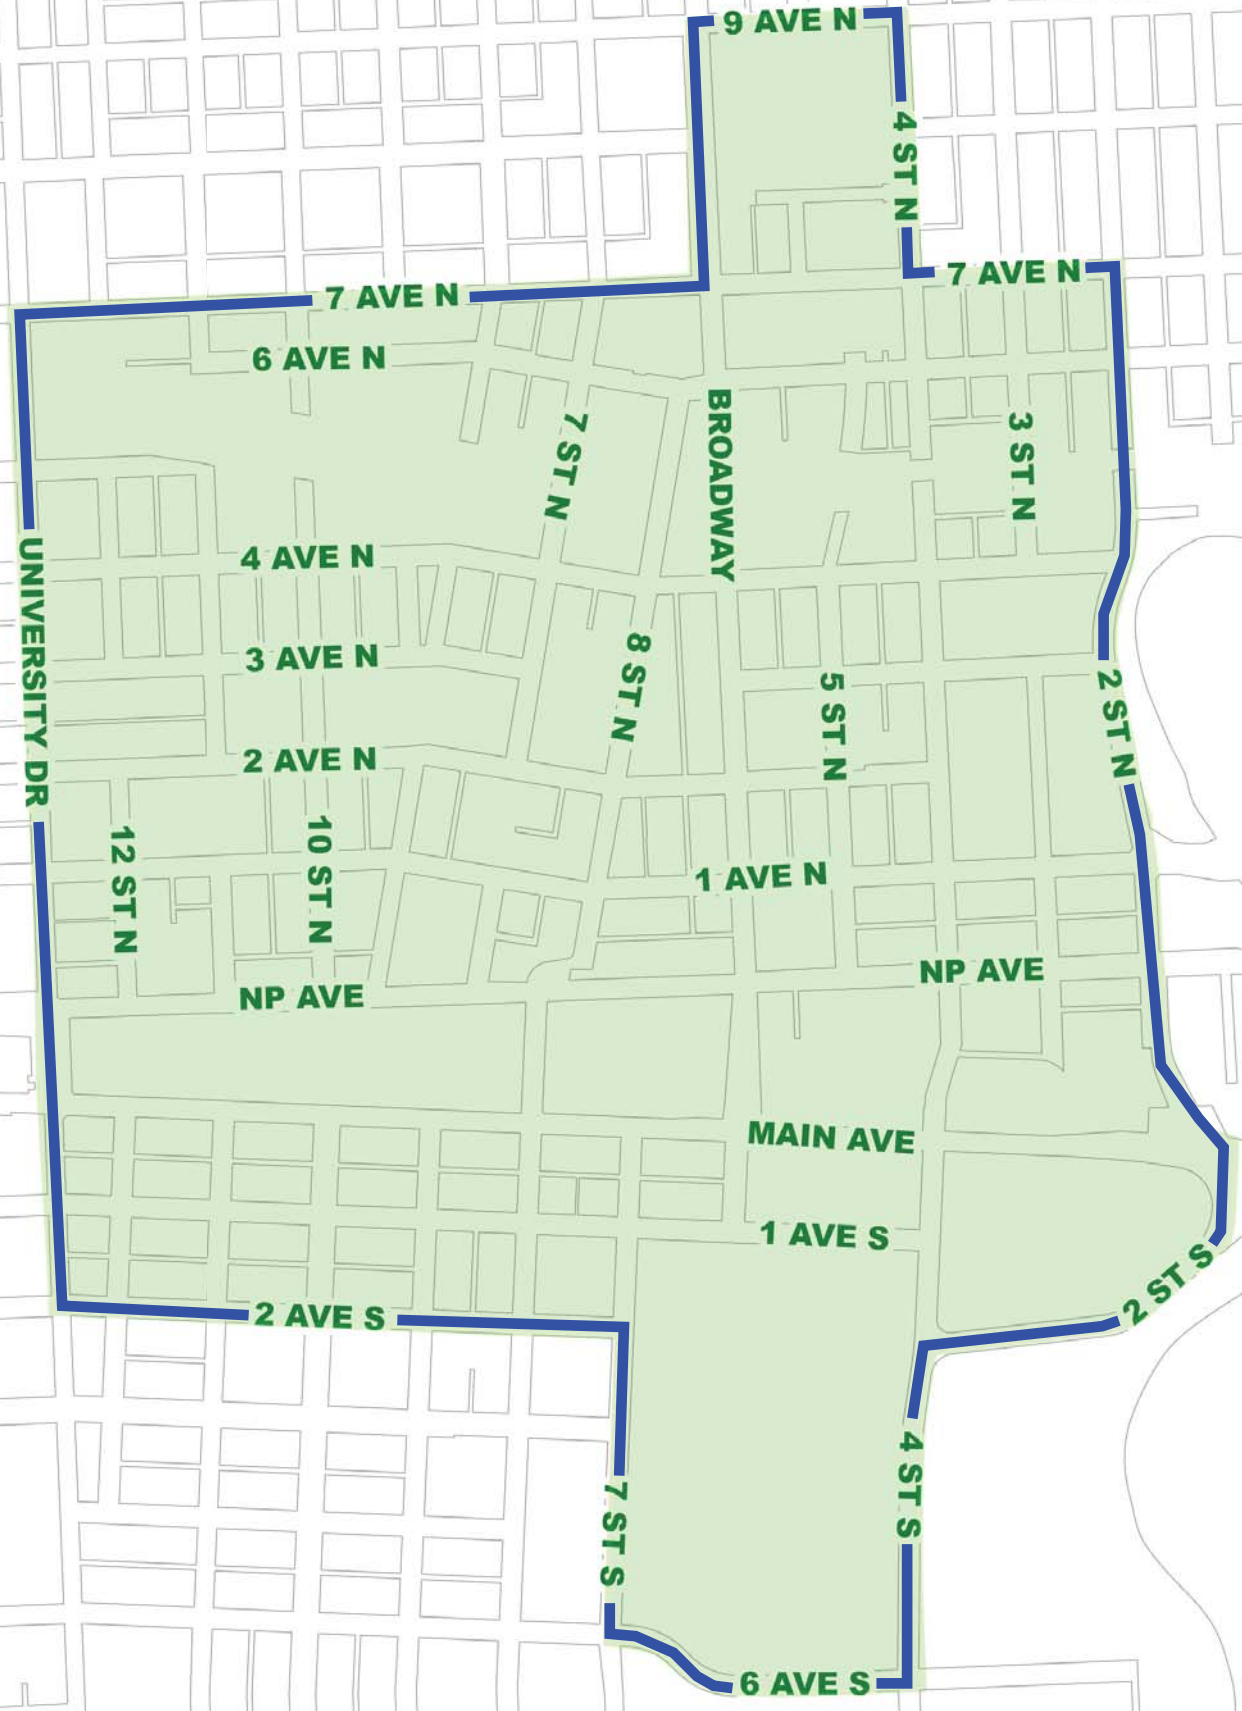 9 AVE N
4 ST N
7 AVE N
7 AVE N
6 AVE N
BROADWAY
7 ST N
3 ST N
UNIVERSITY DR
4 AVE N
8 ST N
3 AVE N
5 ST N
2 ST N
2 AVE N
12 ST N
10 ST N
1 AVE N
NP AVE
NP AVE
MAIN AVE
1 AVE S
2 ST S
2 AVE S
4 ST S
7 ST S
6 AVE S